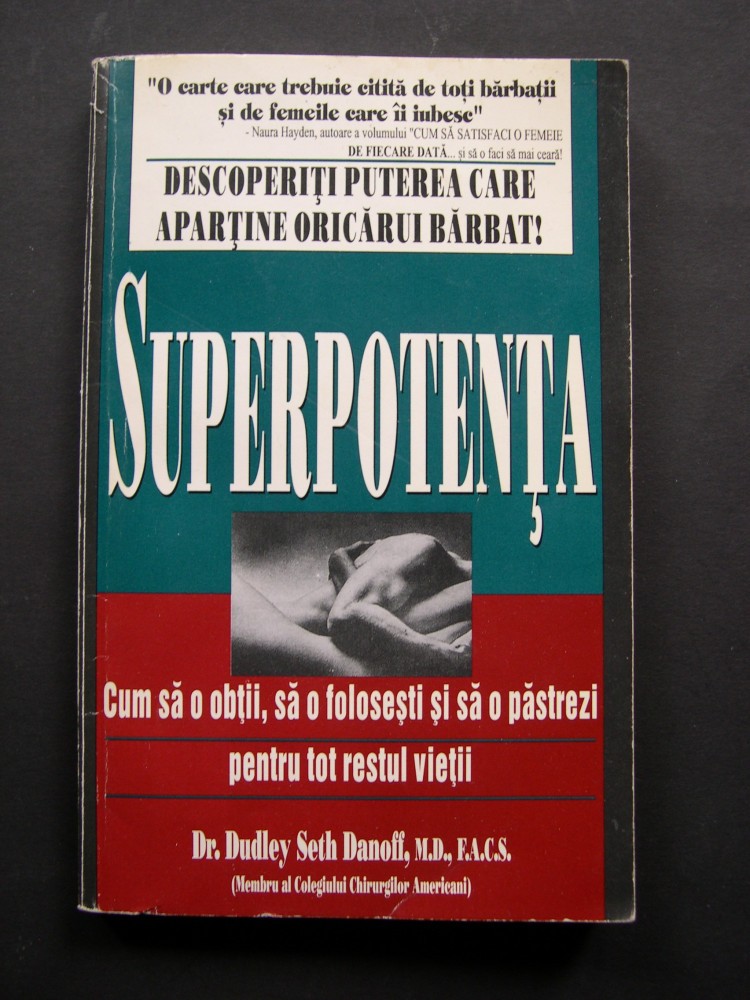 "O carte care trebuie citită de toţi bărbaţii
şi de femeile care îi iubesc"
- Naura Hayden, autoare a volumului "CUM SĂ SATISFACI O FEMEIE
DE FIECARE DATĂ... şi să o faci să mai ceară!
DESCOPERIŢI PUTEREA CARE
APARŢINE ORICĂRUI BĂRBAT!
SUPERPOTENŢA
Cum să o obţii, să o foloseşti şi să o păstrezi
pentru tot restul vieţii
Dr. Dudley Seth Danoff, M.D., F.A.C.S.
(Membru al Colegiului Chirurgilor Americani)